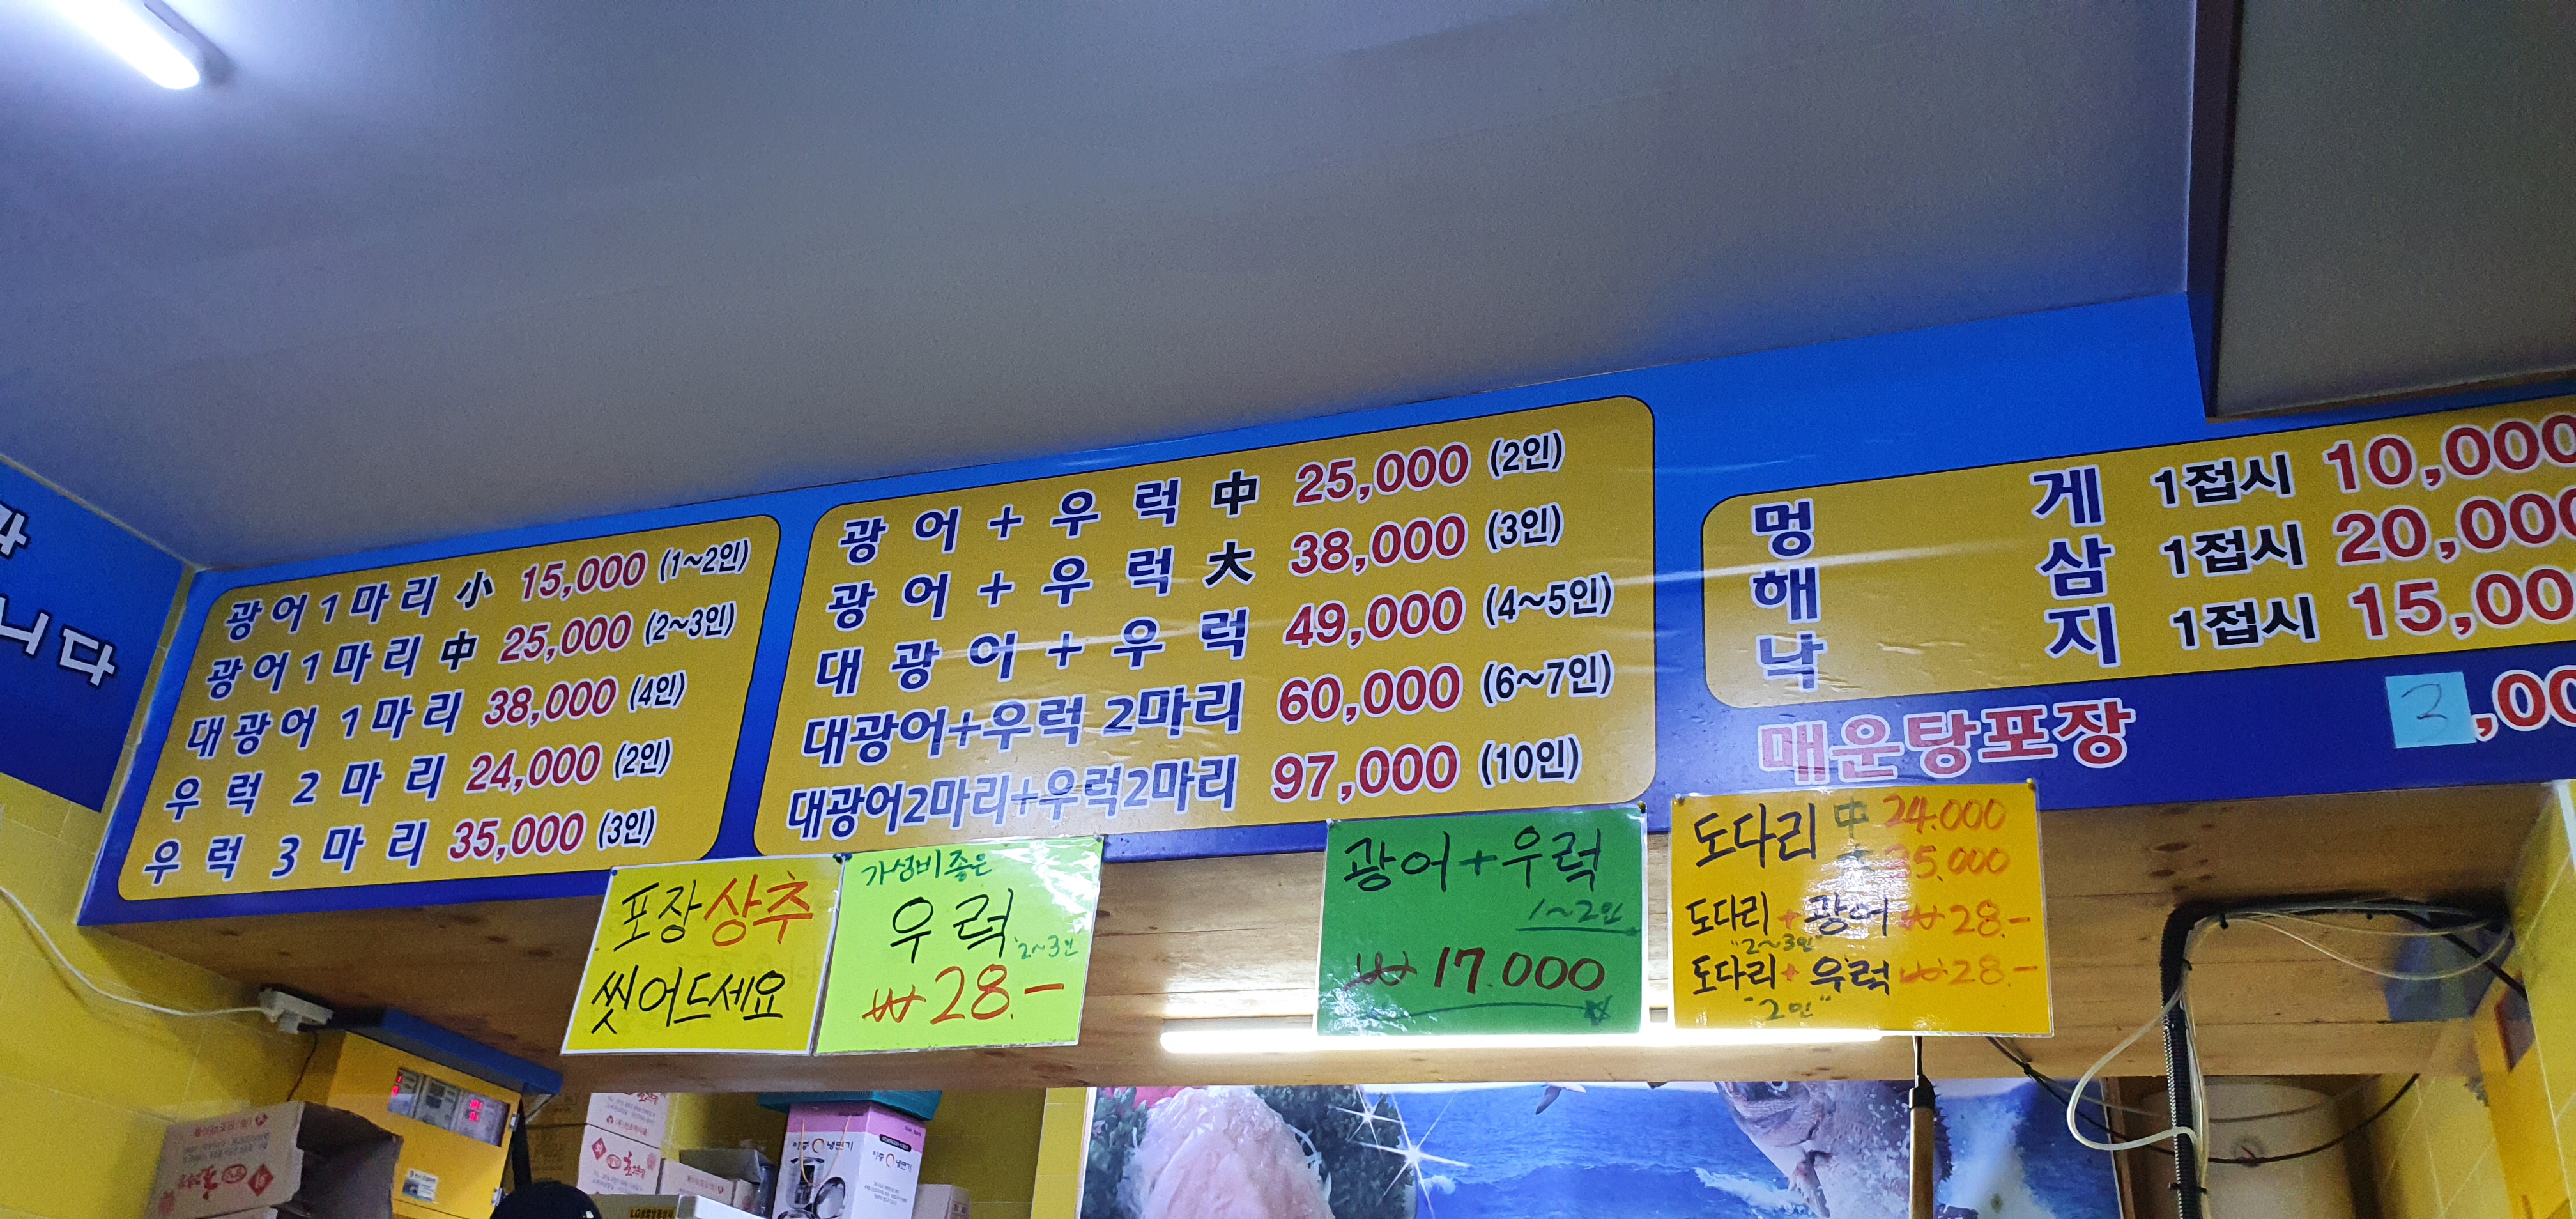 니다
광어1마리 小 15,000 (1~2인)
광어1마리 中 25,000 (2~3인)
대광어 1마리 38,000 (4인)
우럭 2마리 24,000 (2인)
우럭 3마리 35,000 (3인)
광어+우럭 中 25,000 (2인)
광어+우럭 大 38,000 (3인)
대광어+우럭 49,000 (4~5인)
대광어+우럭 2마리 60,000 (6~7인)
대광어2마리+우럭2마리 97,000 (10인)
멍게 1접시 10,000
해삼 1접시 20,000
낙지 1접시 15,00
매운탕포장 ,00
포장상추
씻어드세요
가성비좋은
우럭 2~3인
₩28.-
광어+우럭
1~2인
₩17.000
도다리 中 24.000
35.000
도다리+광어 ₩28.-
"2~3인"
도다리+우럭 ₩28.-
"2인"